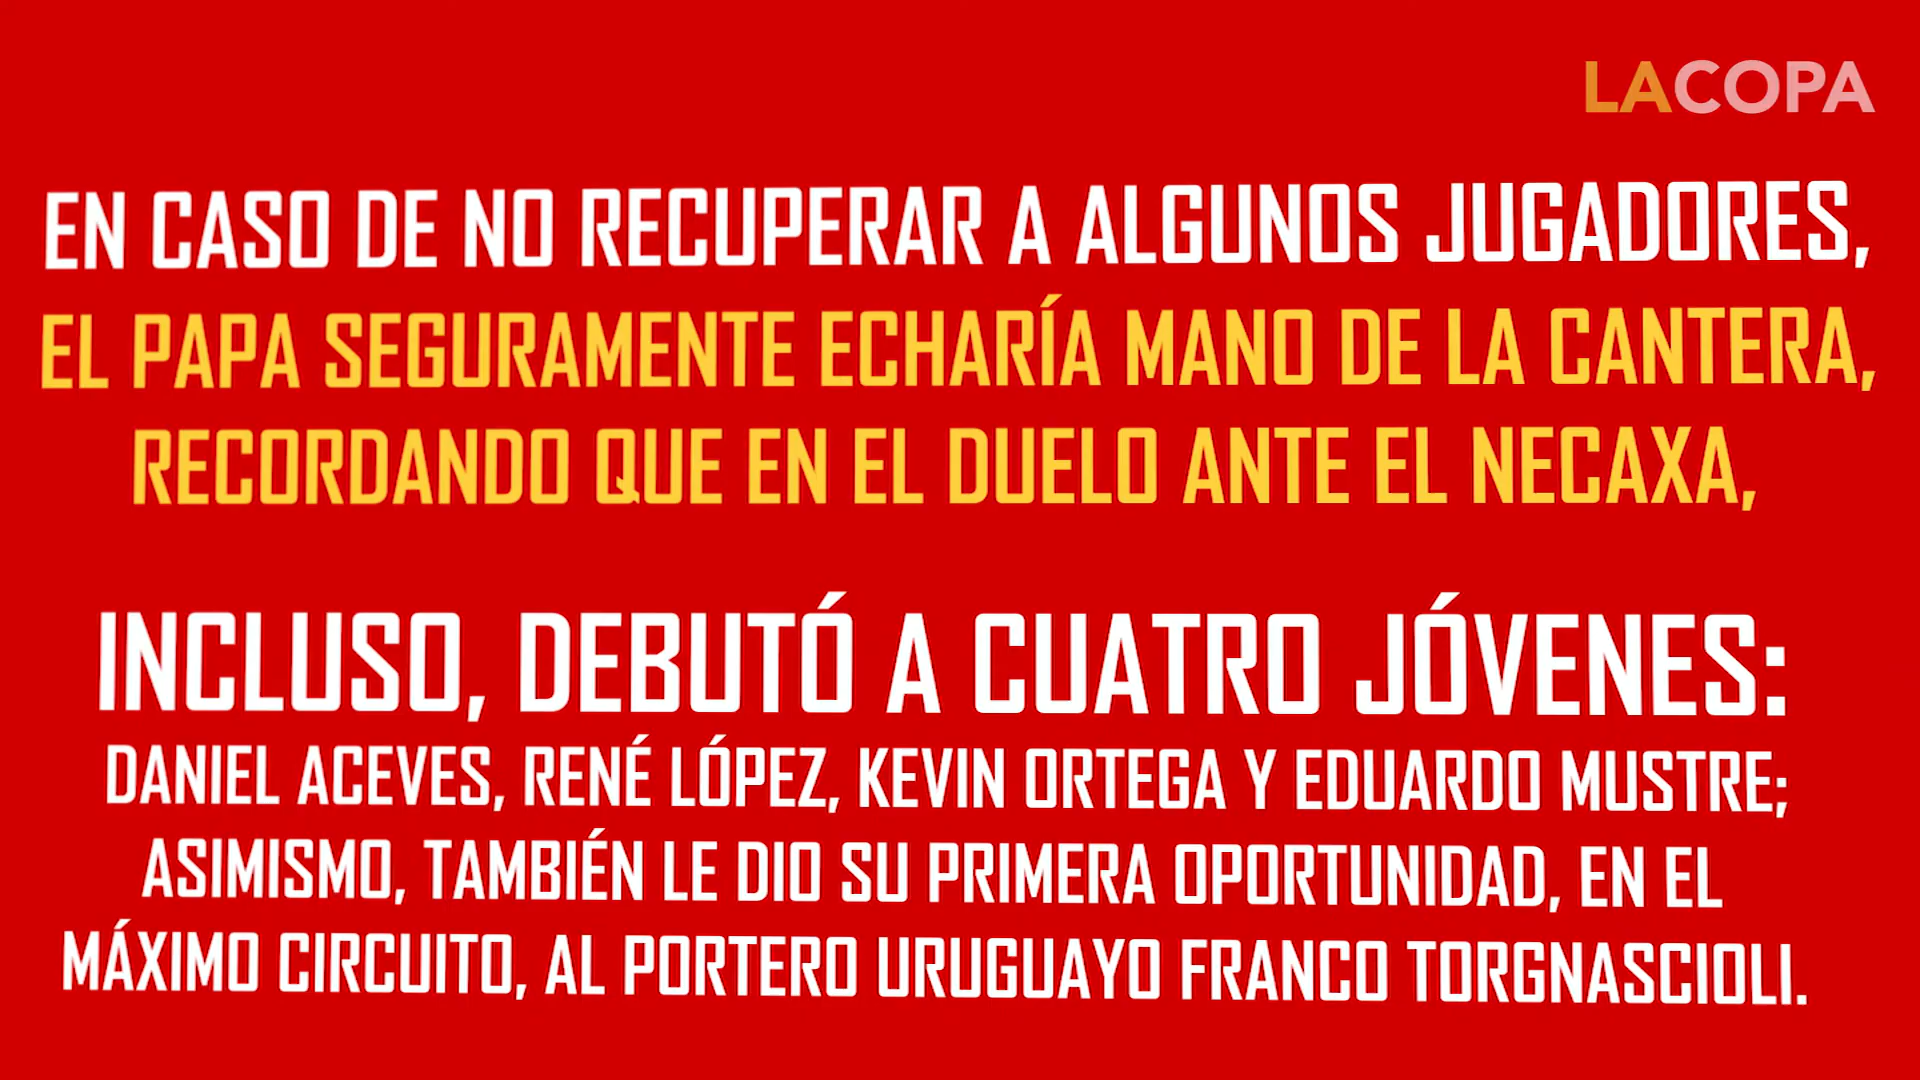 LACOPA
EN CASO DE NO RECUPERAR A ALGUNOS JUGADORES,
EL PAPA SEGURAMENTE ECHARÍA MANO DE LA CANTERA,
RECORDANDO QUE EN EL DUELO ANTE EL NECAXA,
INCLUSO, DEBUTÓ A CUATRO JÓVENES:
DANIEL ACEVES, RENÉ LÓPEZ, KEVIN ORTEGA Y EDUARDO MUSTRE;
ASIMISMO, TAMBIÉN LE DIO SU PRIMERA OPORTUNIDAD, EN EL
MÁXIMO CIRCUITO, AL PORTERO URUGUAYO FRANCO TORGNASCIOLI.